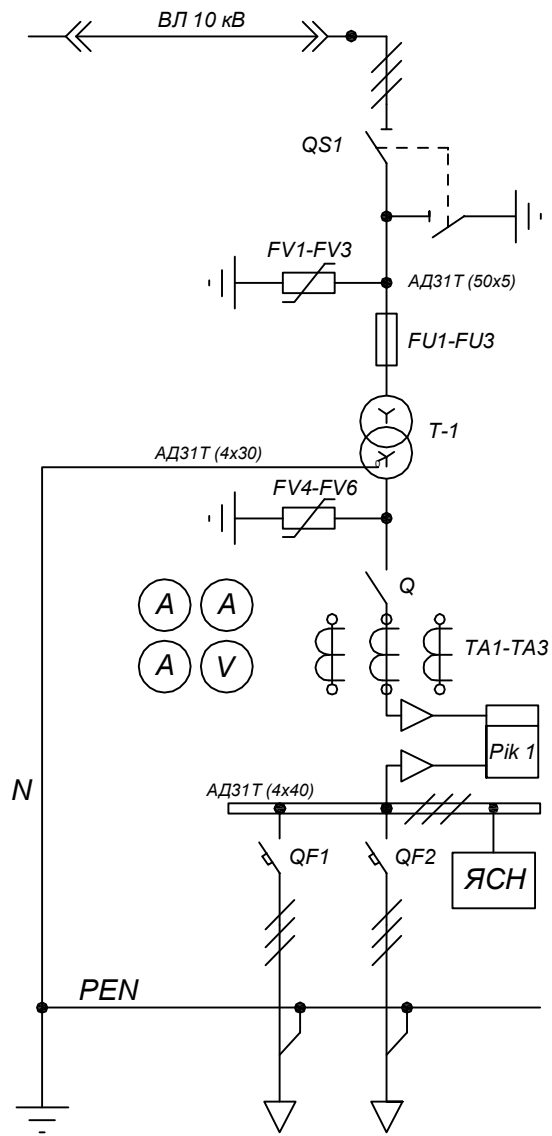 ВЛ 10 кВ
QS1
FV1-FV3
АД31Т (50х5)
FU1-FU3
Y
Т-1
АД31Т (4х30)
Y
FV4-FV6
Q
A
A
A
V
TA1-TA3
Pik 1
N
АД31Т (4х40)
QF1
QF2
ЯСН
PEN